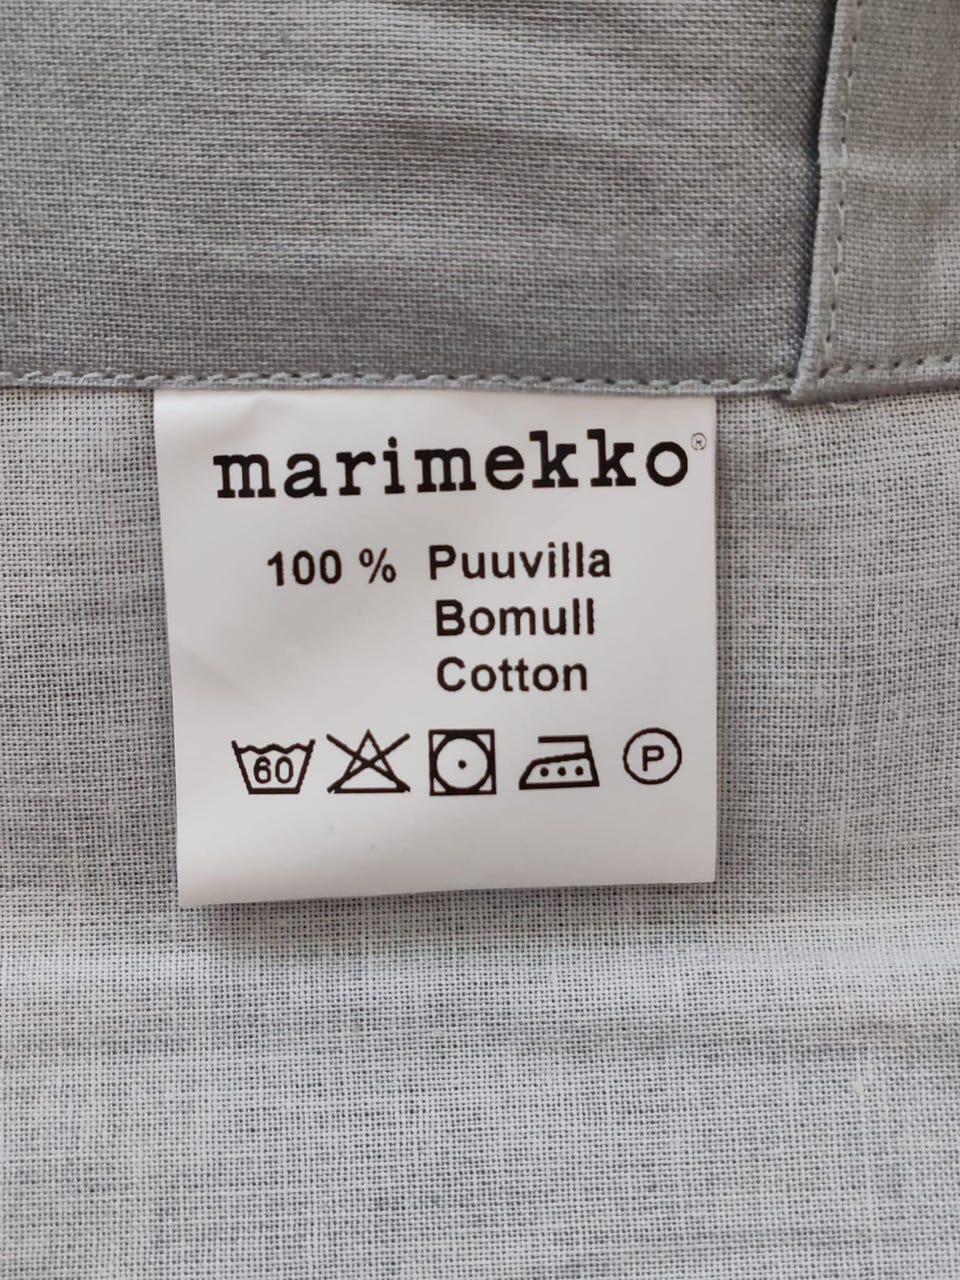 marimekko®
100 % Puuvilla
Bomull
Cotton
60 P